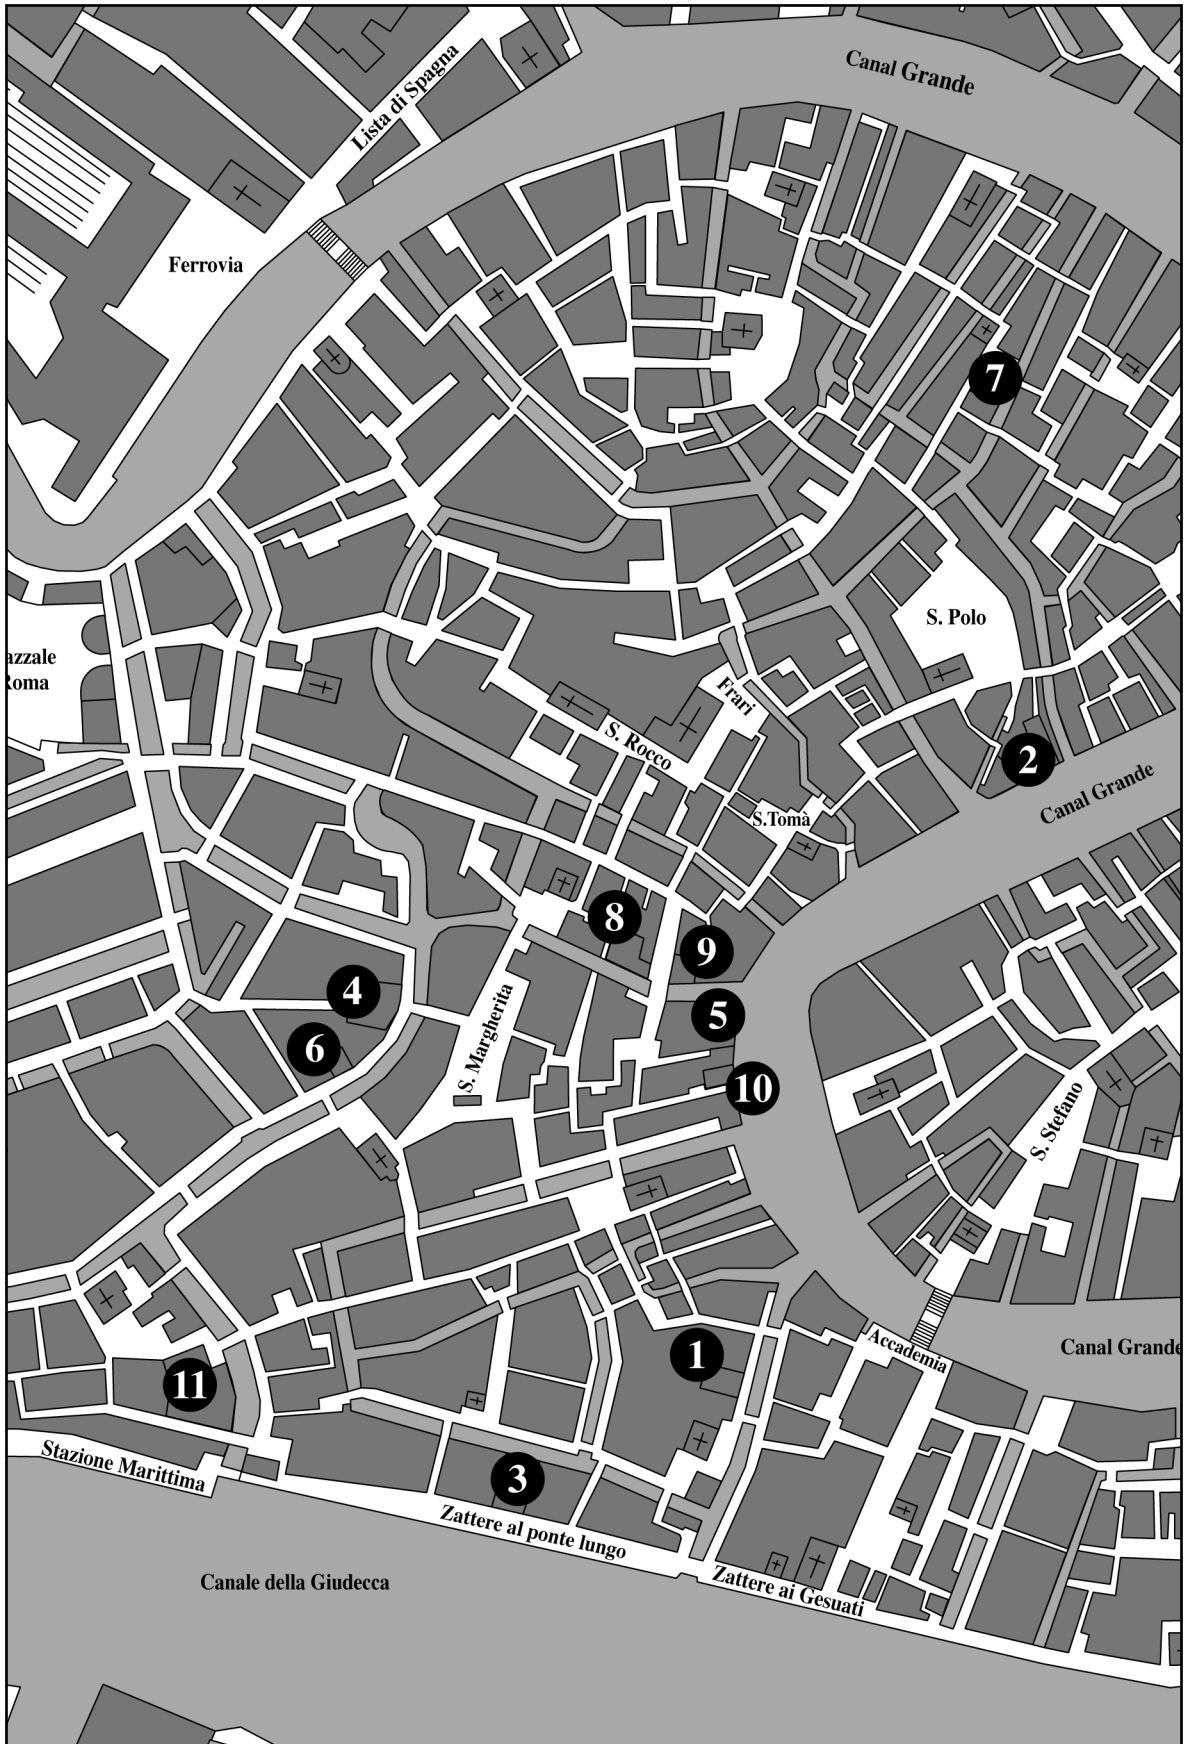 Canal Grande
Lista di Spagna
Ferrovia
7
S. Polo
azzale
Roma
Frari
S. Rocco
2
Canal Grande
S.Tomà
8
9
4
5
6
S. Margherita
10
S. Stefano
1
Accademia
Canal Grande
11
Stazione Marittima
3
Zattere al ponte lungo
Zattere ai Gesuati
Canale della Giudecca